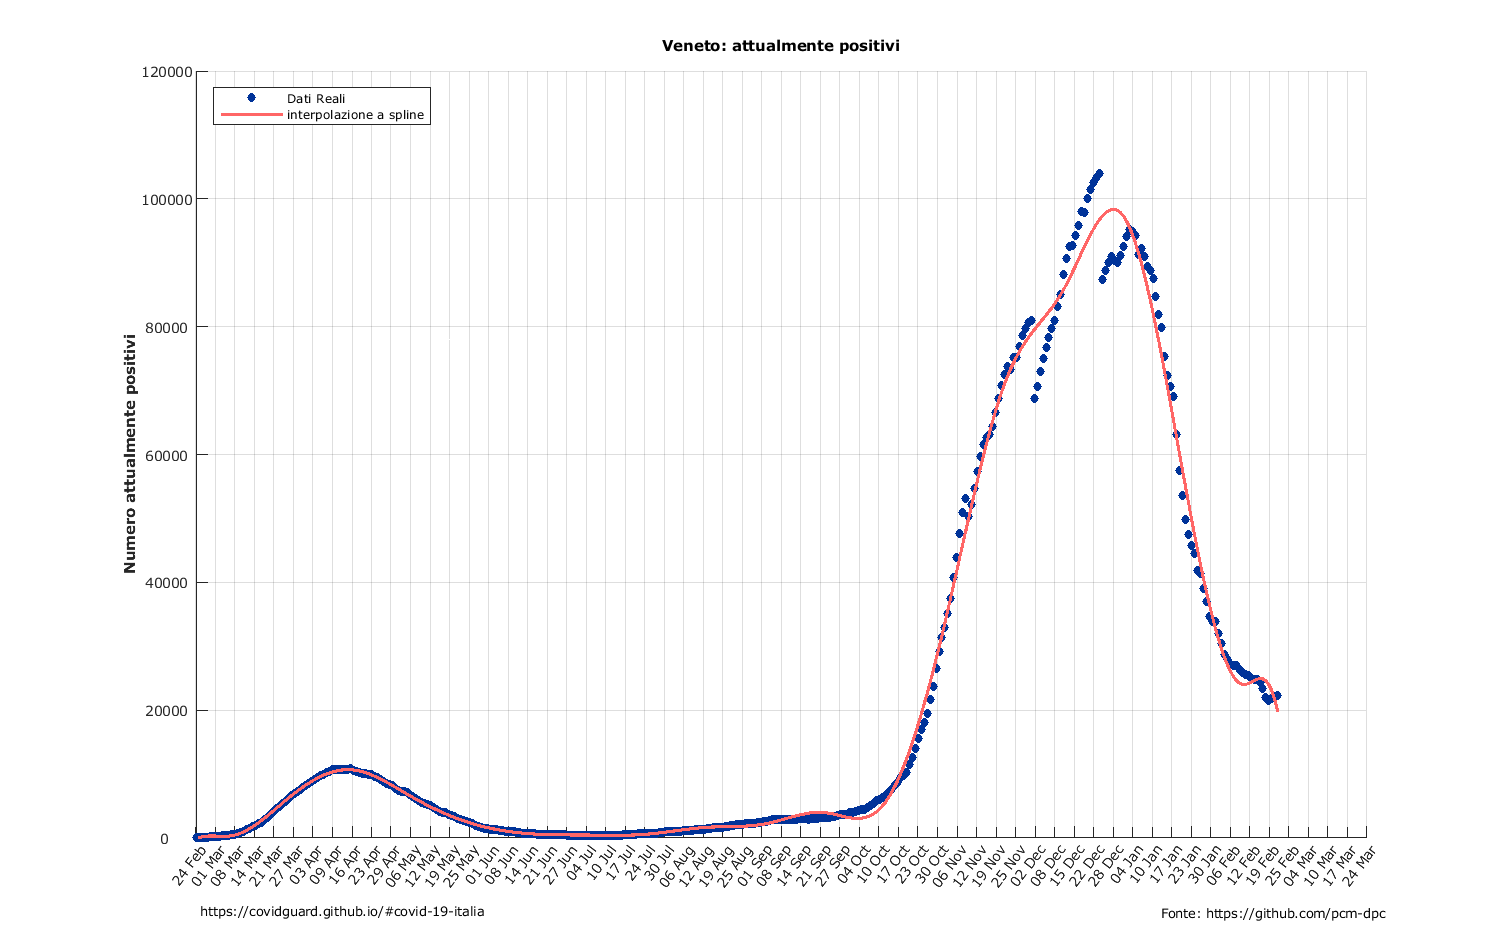 Veneto: attualmente positivi
Dati Reali
interpolazione a spline
Numero attualmente positivi
120000
100000
80000
60000
40000
20000
0
24 Feb
01 Mar
08 Mar
14 Mar
21 Mar
27 Mar
03 Apr
09 Apr
16 Apr
23 Apr
29 Apr
06 May
12 May
19 May
25 May
01 Jun
08 Jun
14 Jun
21 Jun
27 Jun
04 Jul
10 Jul
17 Jul
24 Jul
30 Jul
06 Aug
12 Aug
19 Aug
25 Aug
01 Sep
08 Sep
14 Sep
21 Sep
27 Sep
04 Oct
10 Oct
17 Oct
23 Oct
30 Oct
06 Nov
12 Nov
19 Nov
25 Dec
02 Dec
08 Dec
15 Dec
22 Dec
28 Dec
04 Jan
10 Jan
17 Jan
23 Jan
30 Jan
06 Feb
12 Feb
19 Feb
25 Feb
04 Mar
10 Mar
17 Mar
24 Mar
https://covidguard.github.io/#covid-19-italia
Fonte: https://github.com/pcm-dpc